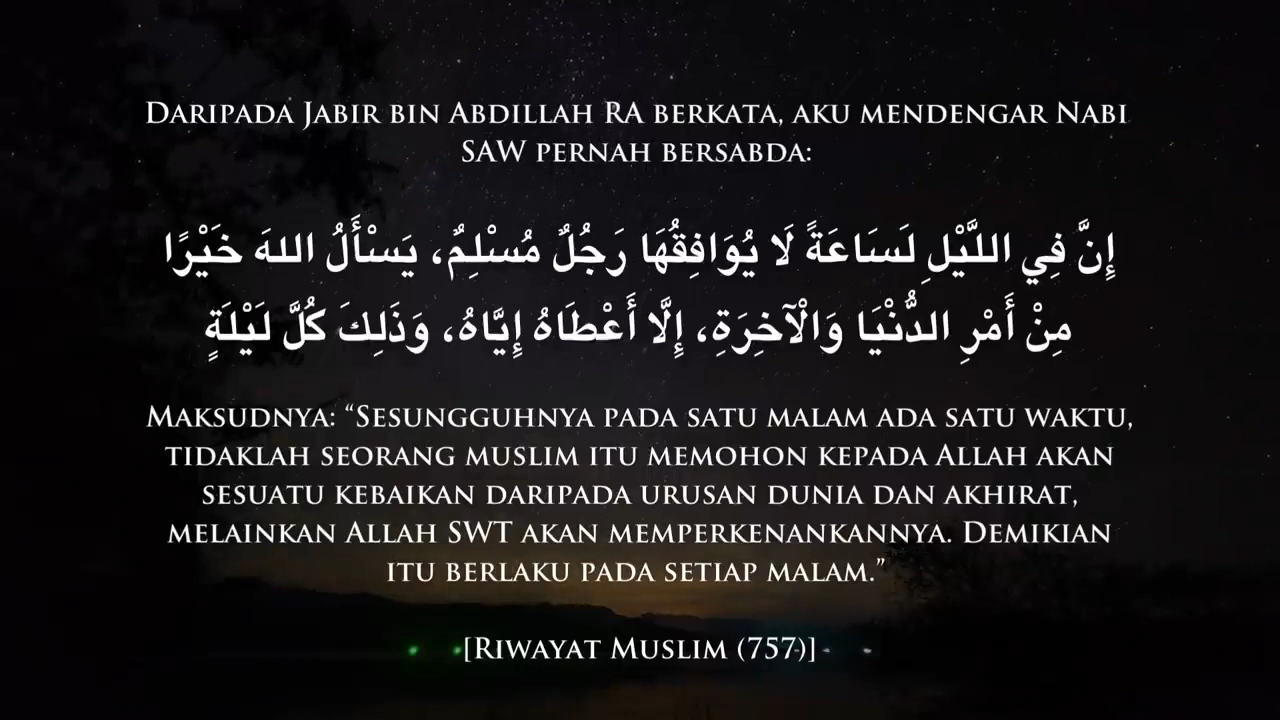 Daripada Jabir bin Abdillah RA berkata, aku mendengar Nabi
SAW pernah bersabda:
إِنَّ فِي اللَّيْلِ لَسَاعَةً لَا يُوَافِقُهَا رَجُلٌ مُسْلِمٌ، يَسْأَلُ اللهَ خَيْرًا
مِنْ أَمْرِ الدُّنْيَا وَالْآخِرَةِ، إِلَّا أَعْطَاهُ إِيَّاهُ، وَذَلِكَ كُلَّ لَيْلَةٍ
Maksudnya: “Sesungguhnya pada satu malam ada satu waktu,
tidaklah seorang muslim itu memohon kepada Allah akan
sesuatu kebaikan daripada urusan dunia dan akhirat,
melainkan Allah SWT akan memperkenankannya. Demikian
itu berlaku pada setiap malam.”
[Riwayat Muslim (757)]